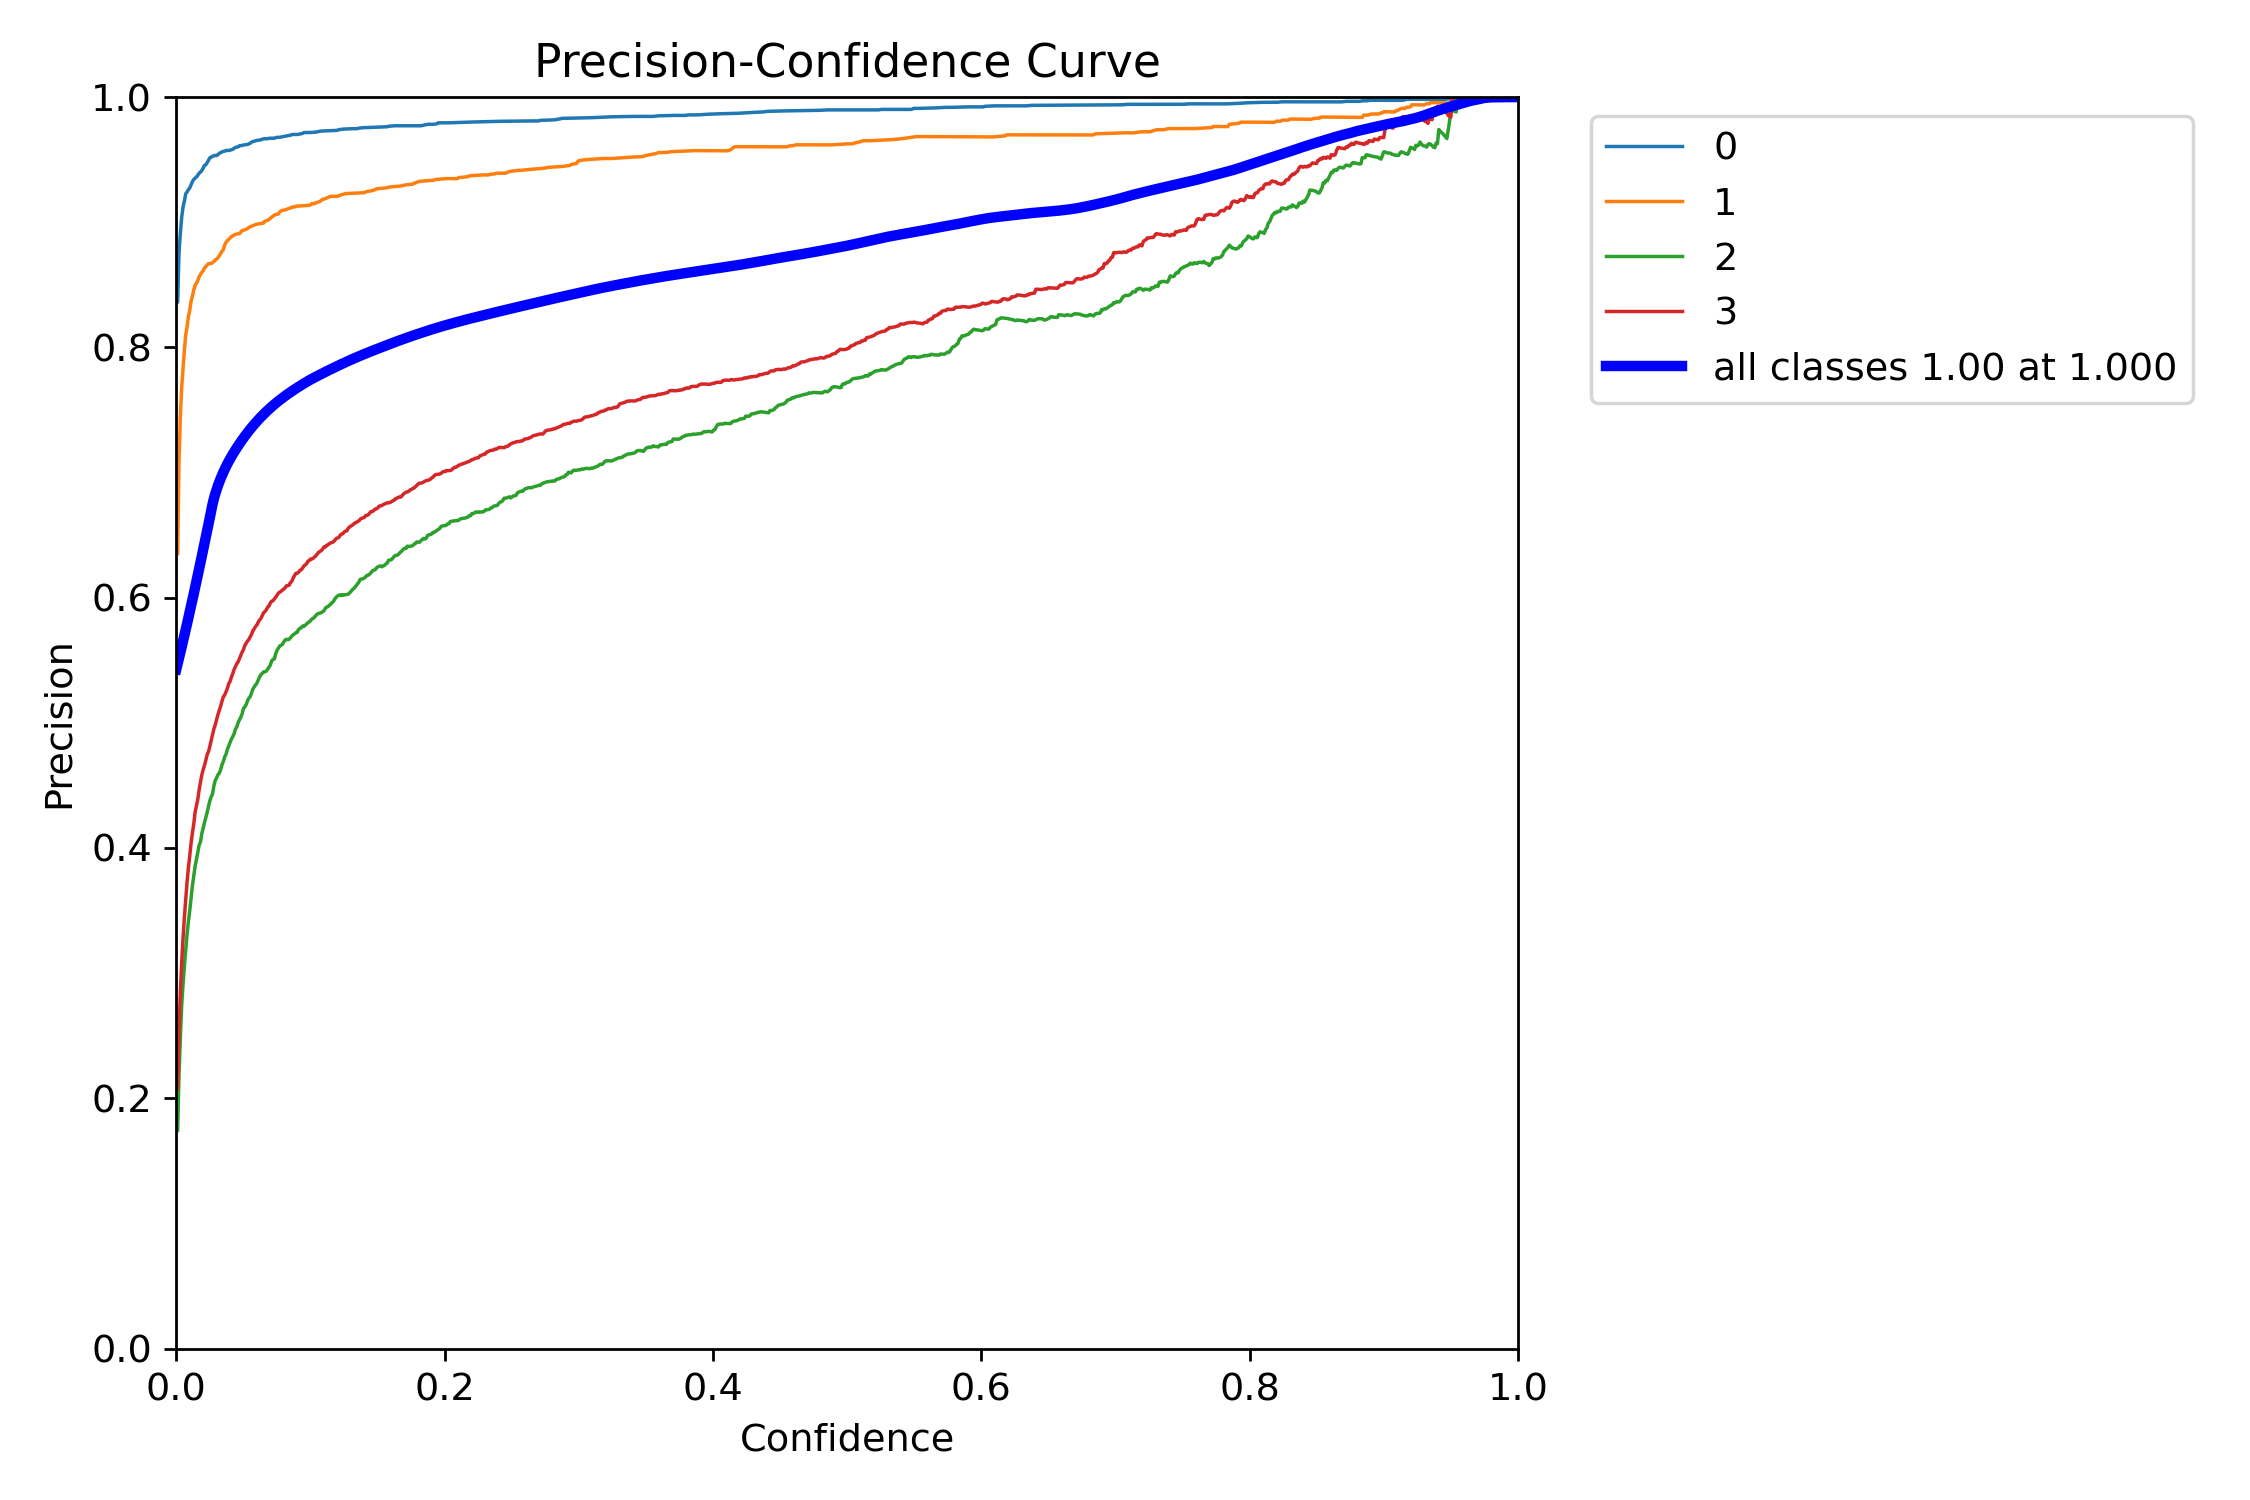 Precision-Confidence Curve
1.0
0.8
0.6
0.4
0.2
0.0
Precision
0.0 0.2 0.4 0.6 0.8 1.0
Confidence
0
1
2
3
all classes 1.00 at 1.000